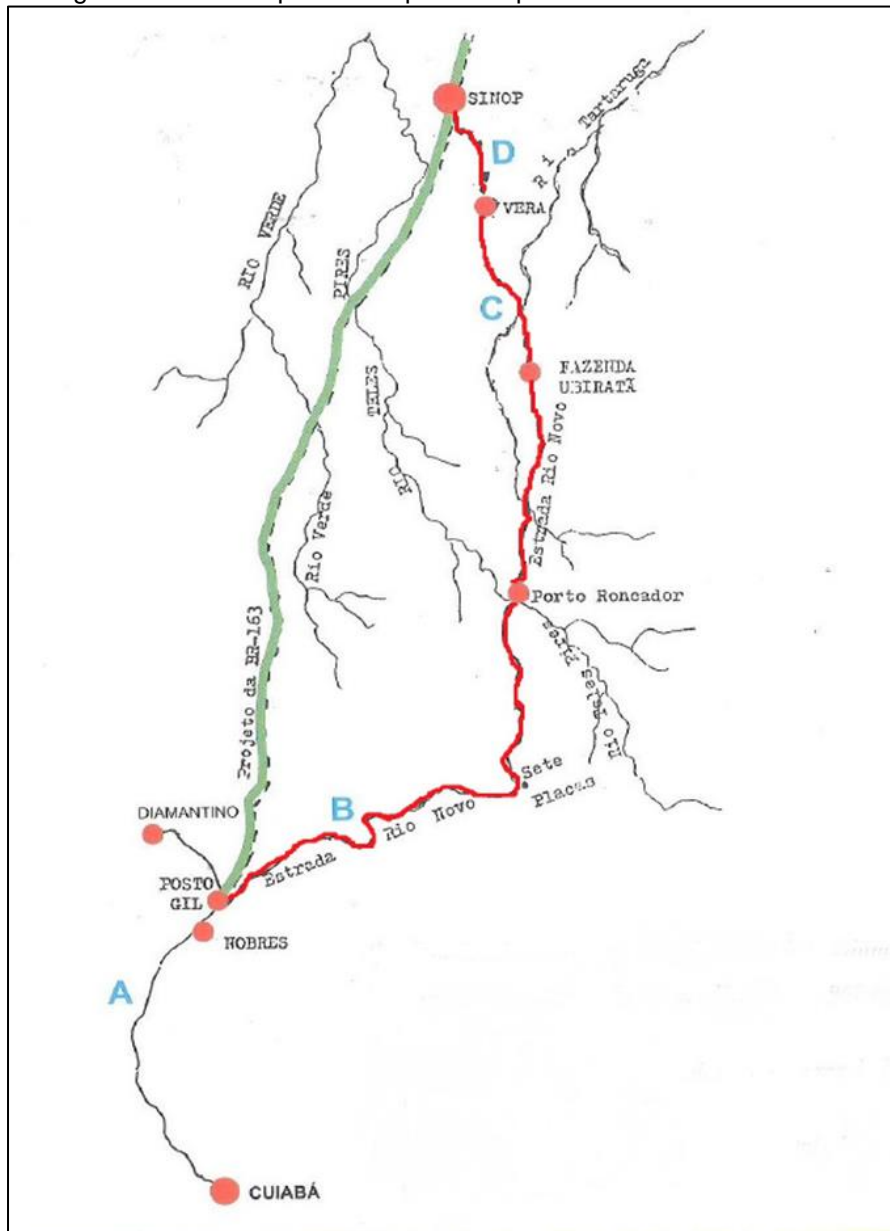 SINOP
Rio Tartaruga
D
VERA
RIO VERDE
PIRES
C
TELES
RIO
FAZENDA
UBIRATÃ
Estrada Rio Novo
Rio Verde
Porto Roncador
Rio Teles Pires
Projeto da BR-163
Sete
Placas
B
Estrada Rio Novo
DIAMANTINO
POSTO
GIL
NOBRES
A
CUIABÁ